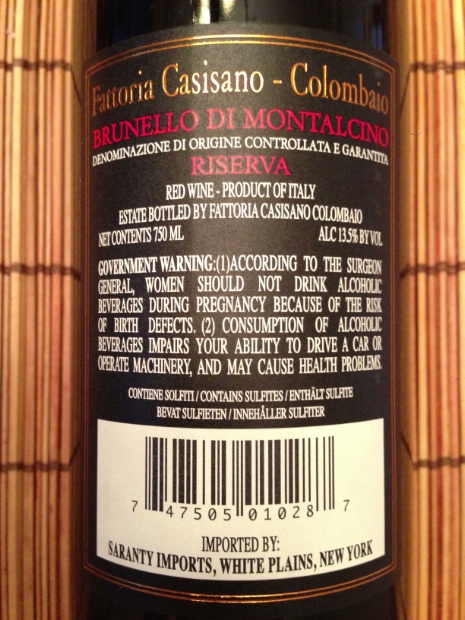 Fattoria Casisano - Colombaio
BRUNELLO DI MONTALCINO
DENOMINAZIONE DI ORIGINE CONTROLLATA E GARANTITA
RISERVA
RED WINE - PRODUCT OF ITALY
ESTATE BOTTLED BY FATTORIA CASISANO COLOMBAIO
NET CONTENTS 750 ML ALC 13.5% BY VOL
GOVERNMENT WARNING:(1)ACCORDING TO THE SURGEON
GENERAL, WOMEN SHOULD NOT DRINK ALCOHOLIC
BEVERAGES DURING PREGNANCY BECAUSE OF THE RISK
OF BIRTH DEFECTS. (2) CONSUMPTION OF ALCOHOLIC
BEVERAGES IMPAIRS YOUR ABILITY TO DRIVE A CAR OR
OPERATE MACHINERY, AND MAY CAUSE HEALTH PROBLEMS.
CONTIENE SOLFITI / CONTAINS SULFITES / ENTHÄLT SULFITE
BEVAT SULFIETEN / INNEHÅLLER SULFITER
7 47505 01028 7
IMPORTED BY:
SARANTY IMPORTS, WHITE PLAINS, NEW YORK